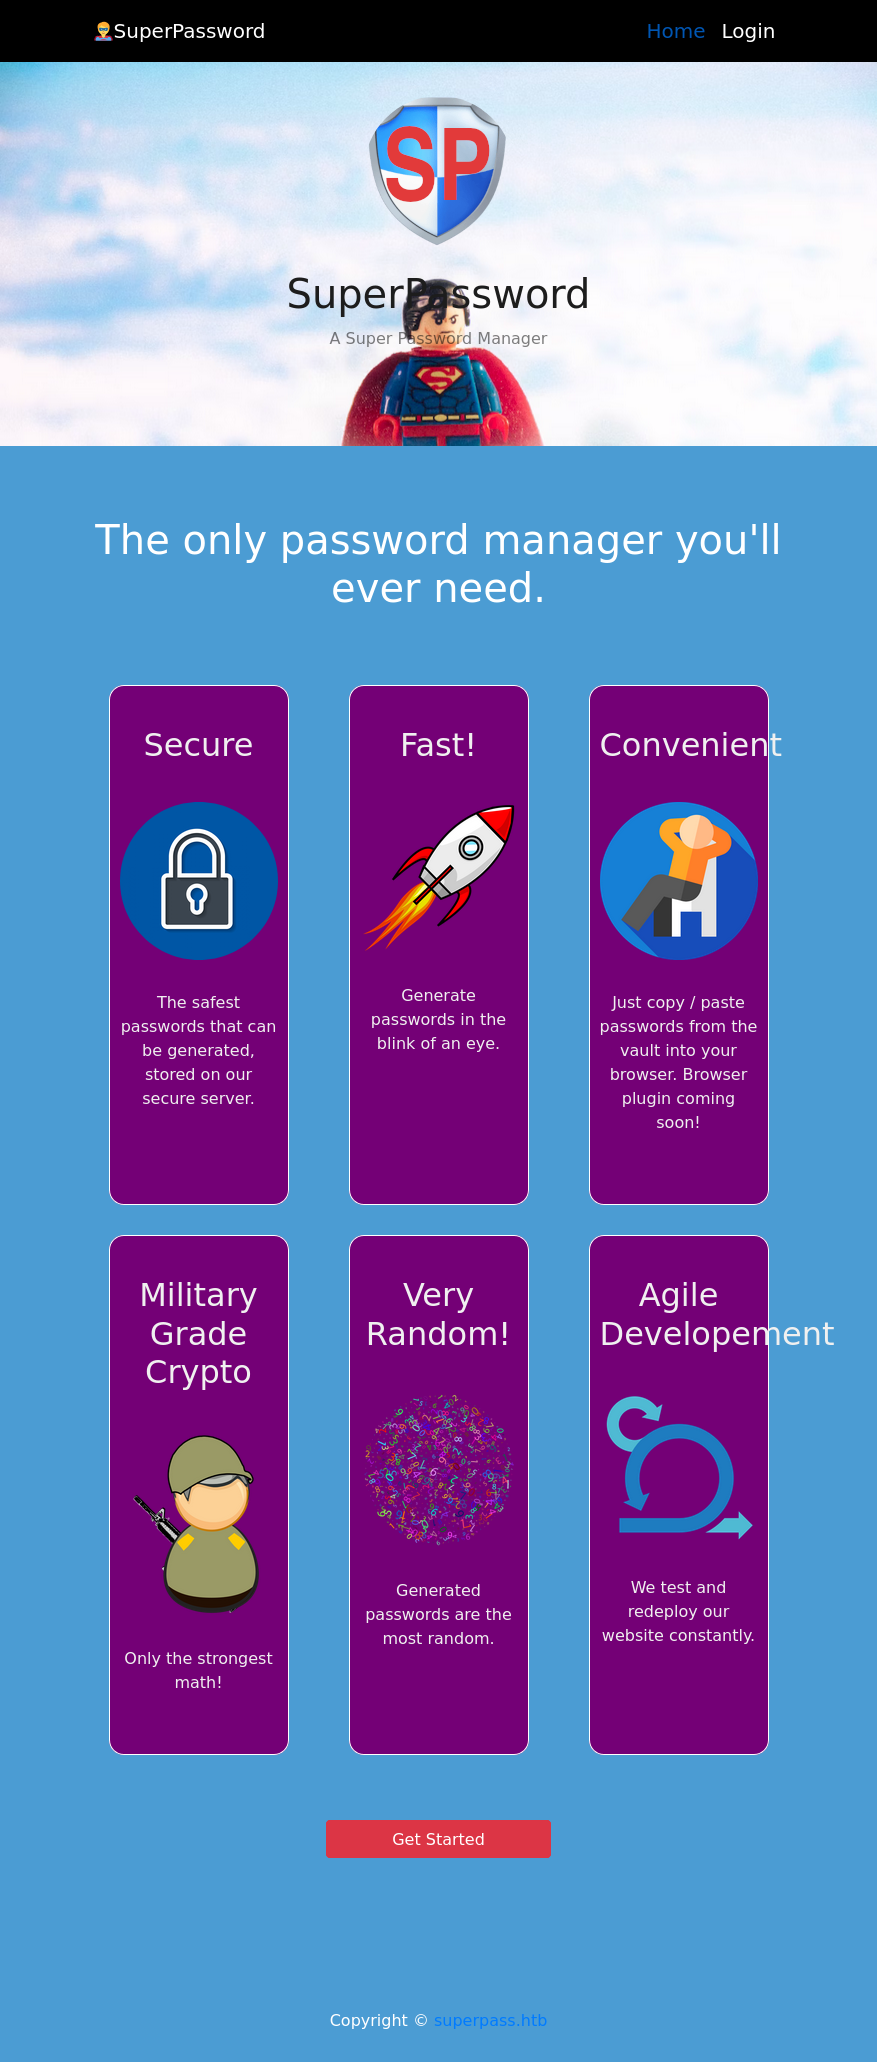 SuperPassword
Home Login
SP
SuperPassword
A Super Password Manager
The only password manager you'll
ever need.
Secure
The safest
passwords that can
be generated,
stored on our
secure server.
Fast!
Generate
passwords in the
blink of an eye.
Convenient
Just copy / paste
passwords from the
vault into your
browser. Browser
plugin coming
soon!
Military
Grade
Crypto
Only the strongest
math!
Very
Random!
Generated
passwords are the
most random.
Agile
Developement
We test and
redeploy our
website constantly.
Get Started
Copyright © superpass.htb